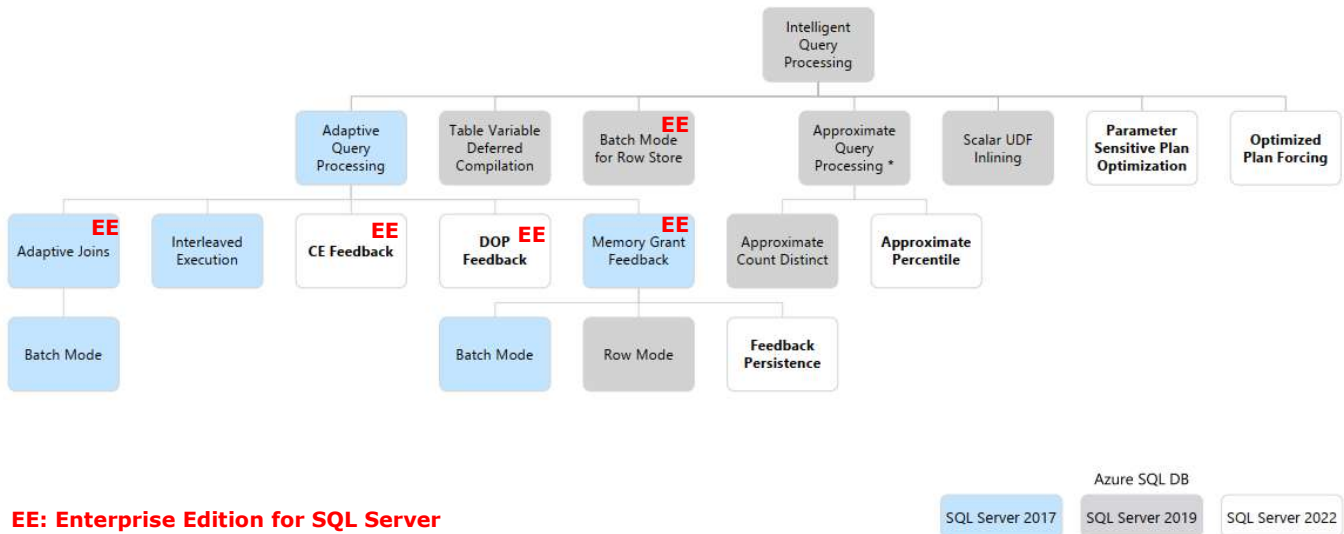 Intelligent
Query
Processing
Adaptive
Query
Processing
Table Variable
Deferred
Compilation
EE
Batch Mode
for Row Store
Approximate
Query
Processing *
Scalar UDF
Inlining
Parameter
Sensitive Plan
Optimization
Optimized
Plan Forcing
EE
Adaptive Joins
Interleaved
Execution
EE
CE Feedback
DOP EE
Feedback
EE
Memory Grant
Feedback
Approximate
Count Distinct
Approximate
Percentile
Batch Mode
Batch Mode
Row Mode
Feedback
Persistence
Azure SQL DB
EE: Enterprise Edition for SQL Server
SQL Server 2017
SQL Server 2019
SQL Server 2022